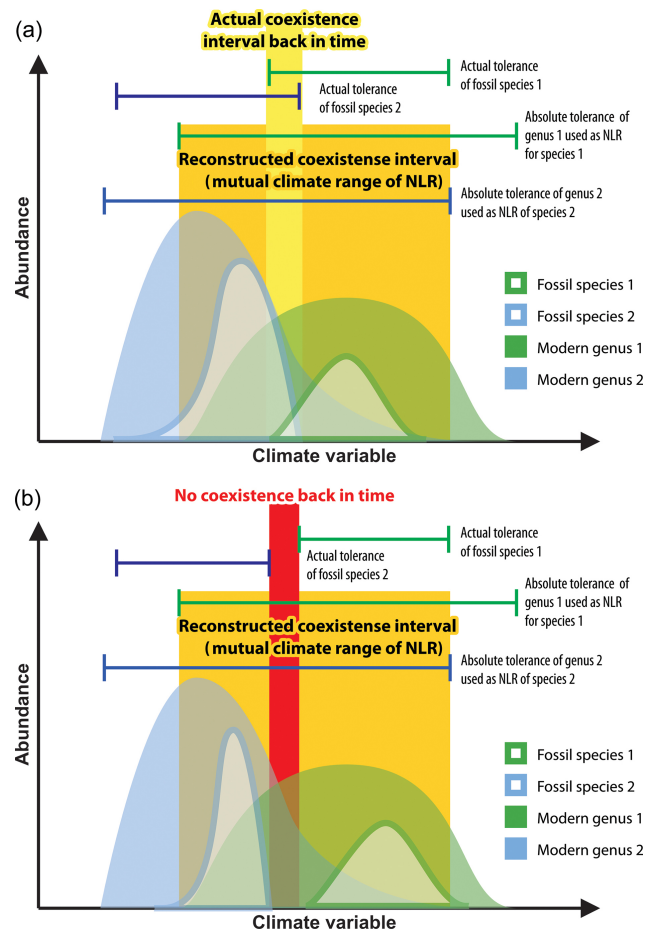 (a)
Actual coexistence
interval back in time
Actual tolerance
of fossil species 1
Actual tolerance
of fossil species 2
Absolute tolerance of
genus 1 used as NLR
for species 1
Reconstructed coexistense interval
(mutual climate range of NLR)
Absolute tolerance of genus 2
used as NLR of species 2
Abundance
Fossil species 1
Fossil species 2
Modern genus 1
Modern genus 2
Climate variable
(b)
No coexistence back in time
Actual tolerance
of fossil species 1
Actual tolerance
of fossil species 2
Absolute tolerance of
genus 1 used as NLR
for species 1
Reconstructed coexistense interval
(mutual climate range of NLR)
Absolute tolerance of genus 2
used as NLR of species 2
Abundance
Fossil species 1
Fossil species 2
Modern genus 1
Modern genus 2
Climate variable